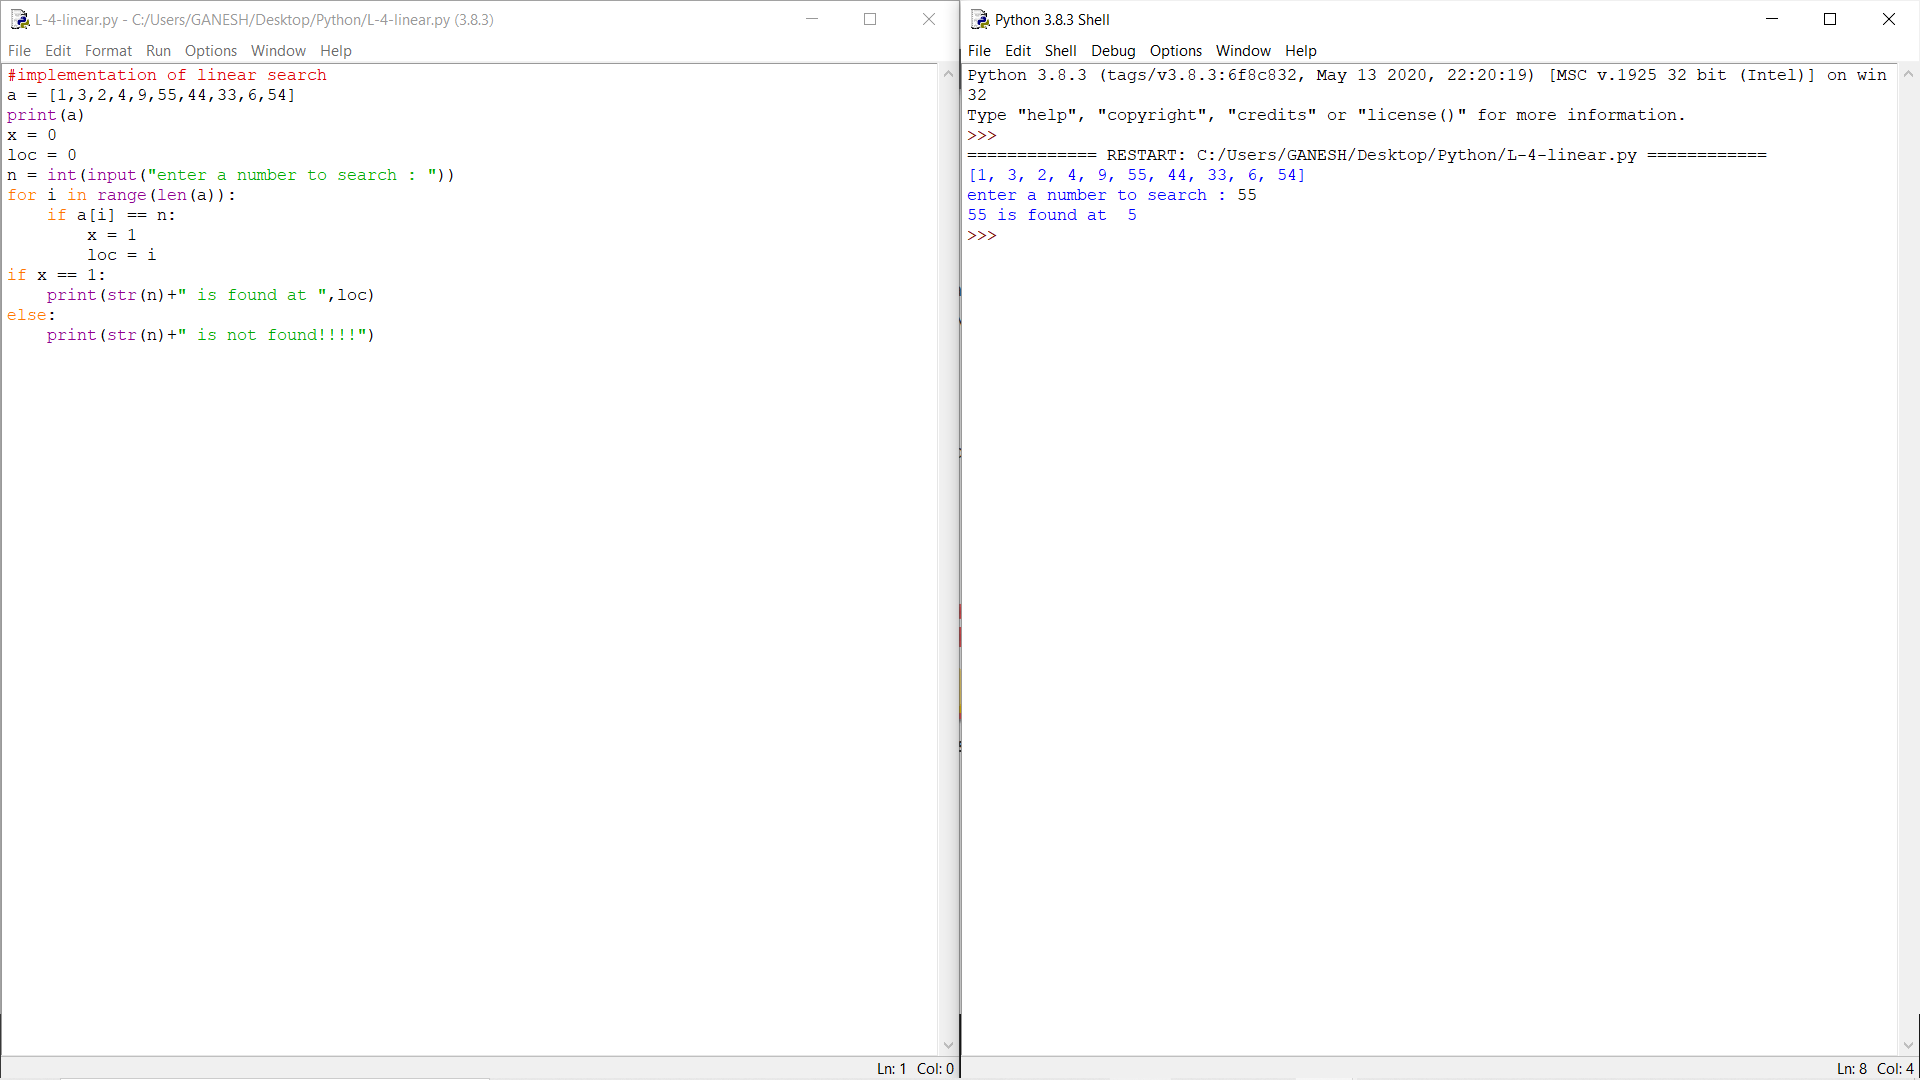 L-4-linear.py - C:/Users/GANESH/Desktop/Python/L-4-linear.py (3.8.3)
File Edit Format Run Options Window Help
#implementation of linear search
a = [1,3,2,4,9,55,44,33,6,54]
print(a)
x = 0
loc = 0
n = int(input("enter a number to search : "))
for i in range(len(a)):
    if a[i] == n:
        x = 1
        loc = i
if x == 1:
    print(str(n)+" is found at ",loc)
else:
    print(str(n)+" is not found!!!!")
Ln: 1 Col: 0
Python 3.8.3 Shell
File Edit Shell Debug Options Window Help
Python 3.8.3 (tags/v3.8.3:6f8c832, May 13 2020, 22:20:19) [MSC v.1925 32 bit (Intel)] on win
32
Type "help", "copyright", "credits" or "license()" for more information.
>>>
============= RESTART: C:/Users/GANESH/Desktop/Python/L-4-linear.py ============
[1, 3, 2, 4, 9, 55, 44, 33, 6, 54]
enter a number to search : 55
55 is found at  5
>>>
Ln: 8 Col: 4